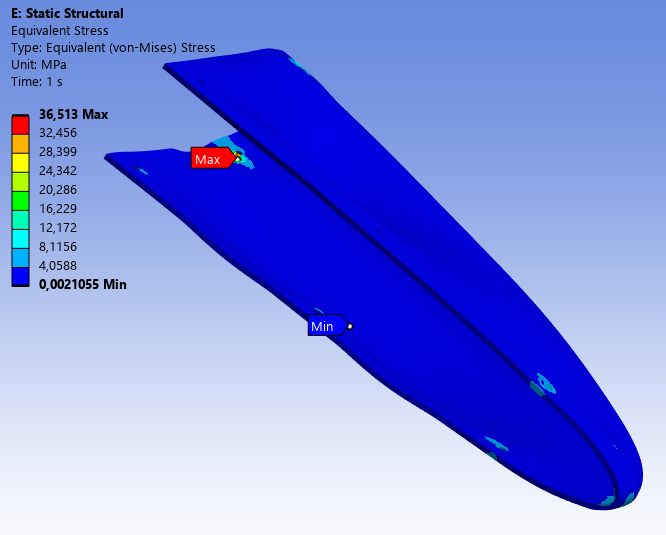 E: Static Structural
Equivalent Stress
Type: Equivalent (von-Mises) Stress
Unit: MPa
Time: 1 s
36,513 Max
32,456
28,399
24,342
20,286
16,229
12,172
8,1156
4,0588
0,0021055 Min
Max
Min